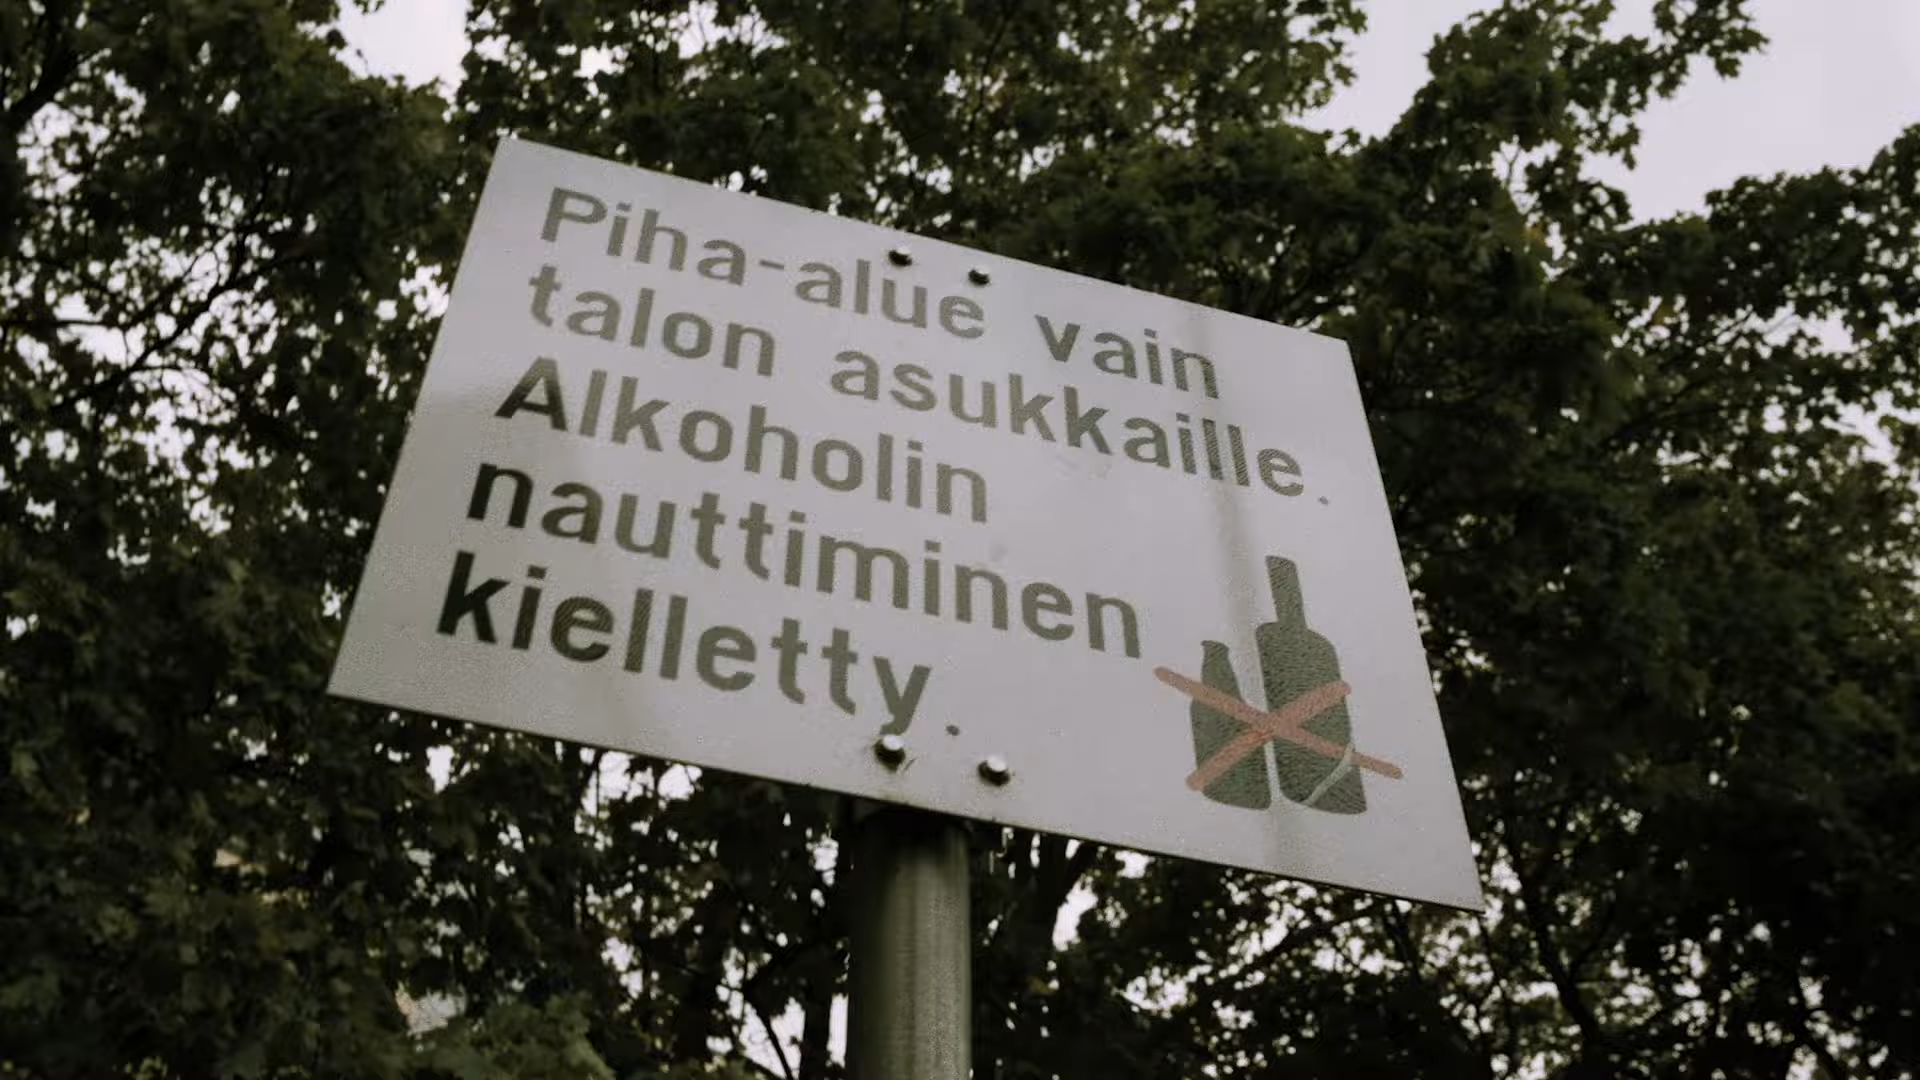 Piha-alue vain
talon asukkaille.
Alkoholin
nauttiminen
kielletty.